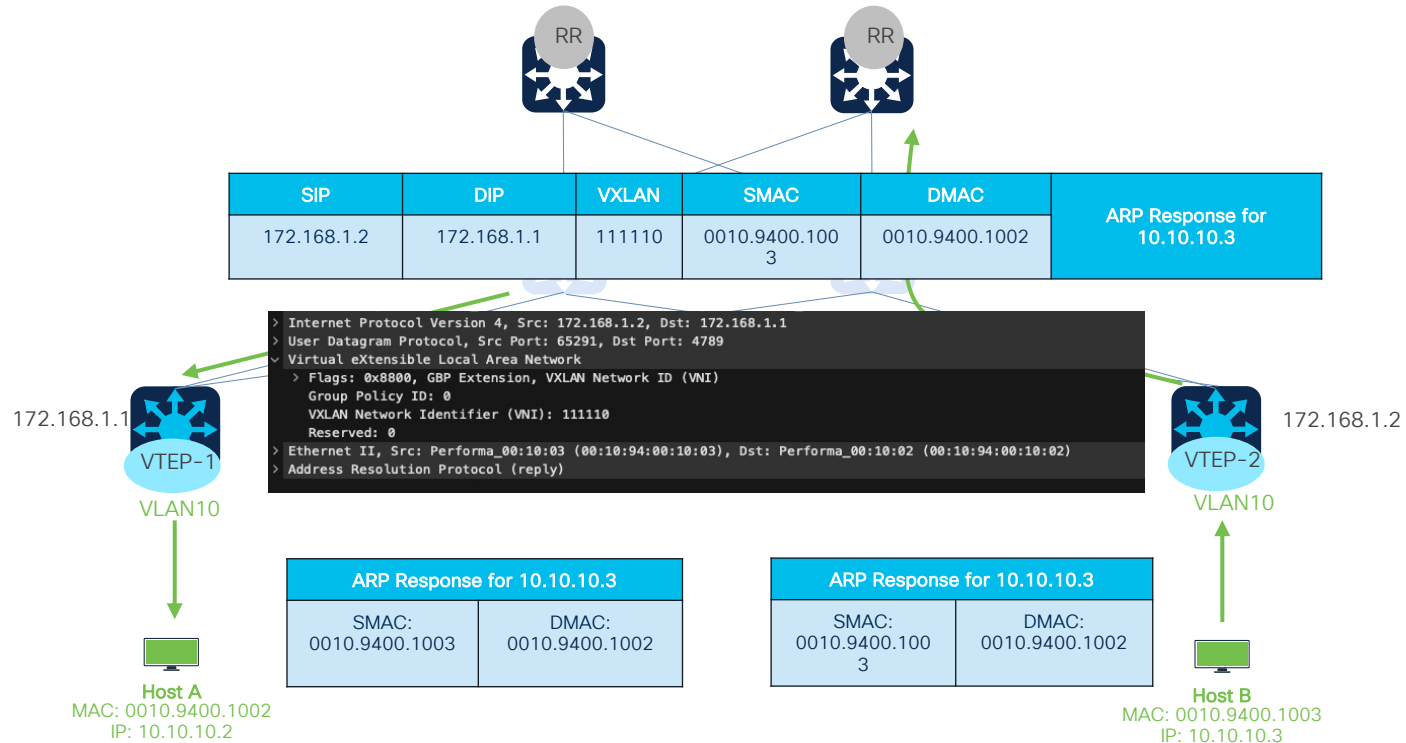 RR
RR
SIP
DIP
VXLAN
SMAC
DMAC
ARP Response for
10.10.10.3
172.168.1.2
172.168.1.1
111110
0010.9400.100
3
0010.9400.1002
> Internet Protocol Version 4, Src: 172.168.1.2, Dst: 172.168.1.1
> User Datagram Protocol, Src Port: 65291, Dst Port: 4789
Virtual eXtensible Local Area Network
> Flags: 0x8800, GBP Extension, VXLAN Network ID (VNI)
Group Policy ID: 0
VXLAN Network Identifier (VNI): 111110
Reserved: 0
> Ethernet II, Src: Performa_00:10:03 (00:10:94:00:10:03), Dst: Performa_00:10:02 (00:10:94:00:10:02)
> Address Resolution Protocol (reply)
172.168.1.1
VTEP-1
VLAN10
172.168.1.2
VTEP-2
VLAN10
ARP Response for 10.10.10.3
SMAC:
0010.9400.1003
DMAC:
0010.9400.1002
ARP Response for 10.10.10.3
SMAC:
0010.9400.100
3
DMAC:
0010.9400.1002
Host A
MAC: 0010.9400.1002
IP: 10.10.10.2
Host B
MAC: 0010.9400.1003
IP: 10.10.10.3